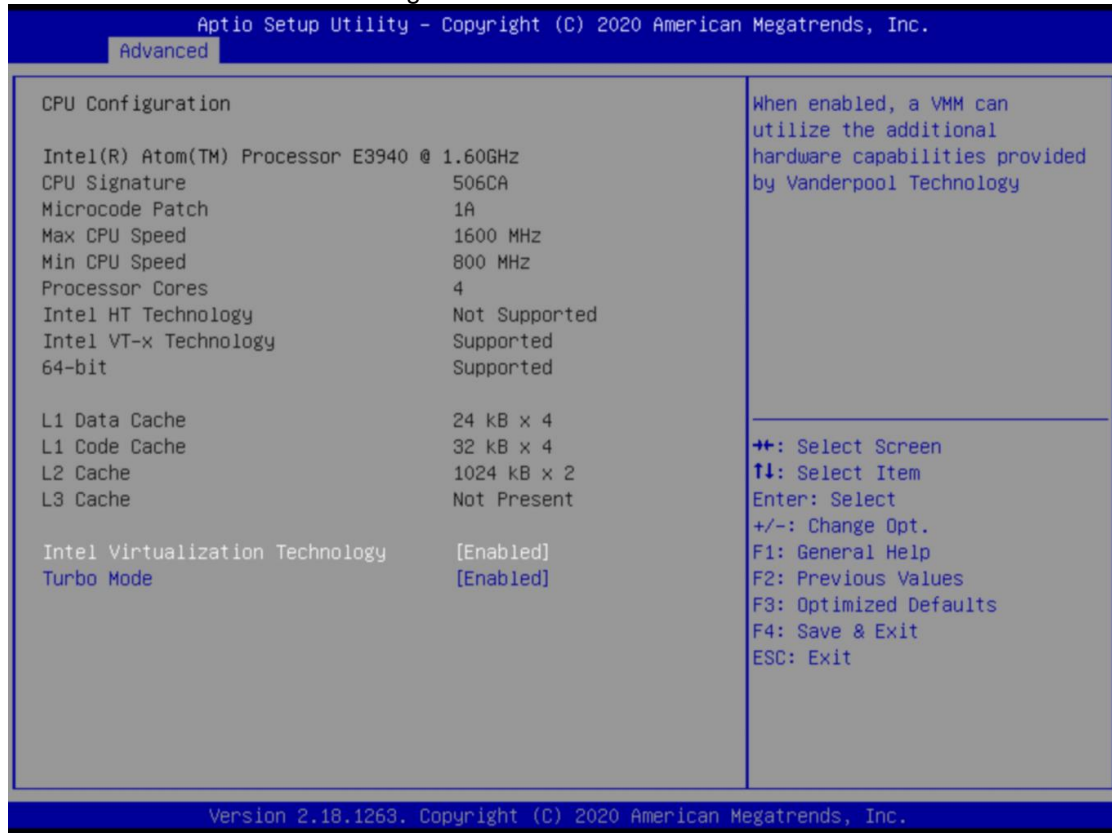 Aptio Setup Utility – Copyright (C) 2020 American Megatrends, Inc.
Advanced
CPU Configuration
Intel(R) Atom(TM) Processor E3940 @ 1.60GHz
CPU Signature 506CA
Microcode Patch 1A
Max CPU Speed 1600 MHz
Min CPU Speed 800 MHz
Processor Cores 4
Intel HT Technology Not Supported
Intel VT-x Technology Supported
64-bit Supported
L1 Data Cache 24 kB x 4
L1 Code Cache 32 kB x 4
L2 Cache 1024 kB x 2
L3 Cache Not Present
Intel Virtualization Technology [Enabled]
Turbo Mode [Enabled]
When enabled, a VMM can
utilize the additional
hardware capabilities provided
by Vanderpool Technology
→←: Select Screen
↑↓: Select Item
Enter: Select
+/-: Change Opt.
F1: General Help
F2: Previous Values
F3: Optimized Defaults
F4: Save & Exit
ESC: Exit
Version 2.18.1263. Copyright (C) 2020 American Megatrends, Inc.